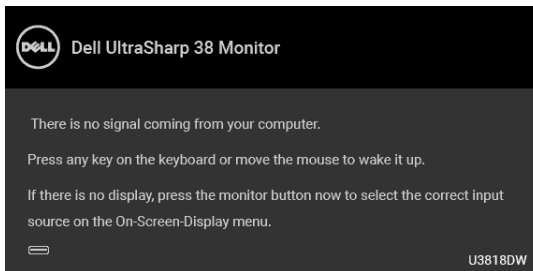 DELL
Dell UltraSharp 38 Monitor
There is no signal coming from your computer.
Press any key on the keyboard or move the mouse to wake it up.
If there is no display, press the monitor button now to select the correct input
source on the On-Screen-Display menu.
U3818DW